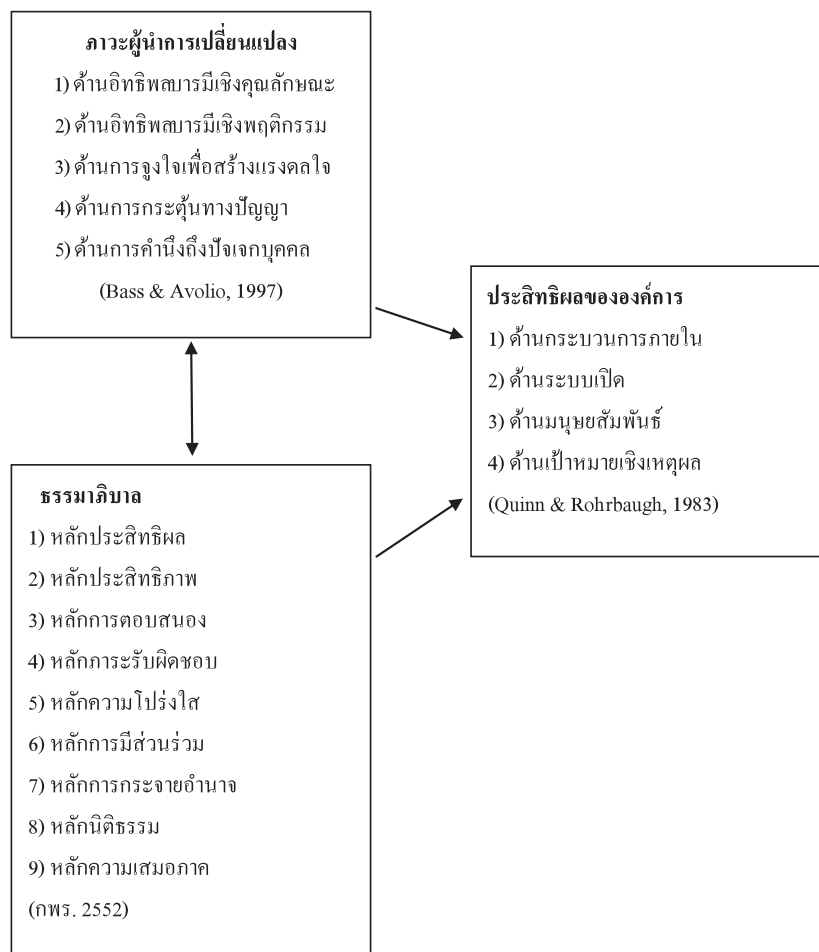 ภาวะผู้นำการเปลี่ยนแปลง
1) ด้านอิทธิพลบารมีเชิงคุณลักษณะ
2) ด้านอิทธิพลบารมีเชิงพฤติกรรม
3) ด้านการจูงใจเพื่อสร้างแรงดลใจ
4) ด้านการกระตุ้นทางปัญญา
5) ด้านการคำนึงถึงปัจเจกบุคคล
(Bass & Avolio, 1997)
ประสิทธิผลขององค์การ
1) ด้านกระบวนการภายใน
2) ด้านระบบเปิด
3) ด้านมนุษยสัมพันธ์
4) ด้านเป้าหมายเชิงเหตุผล
(Quinn & Rohrbaugh, 1983)
ธรรมาภิบาล
1) หลักประสิทธิผล
2) หลักประสิทธิภาพ
3) หลักการตอบสนอง
4) หลักภาระรับผิดชอบ
5) หลักความโปร่งใส
6) หลักการมีส่วนร่วม
7) หลักการกระจายอำนาจ
8) หลักนิติธรรม
9) หลักความเสมอภาค
(กพร. 2552)